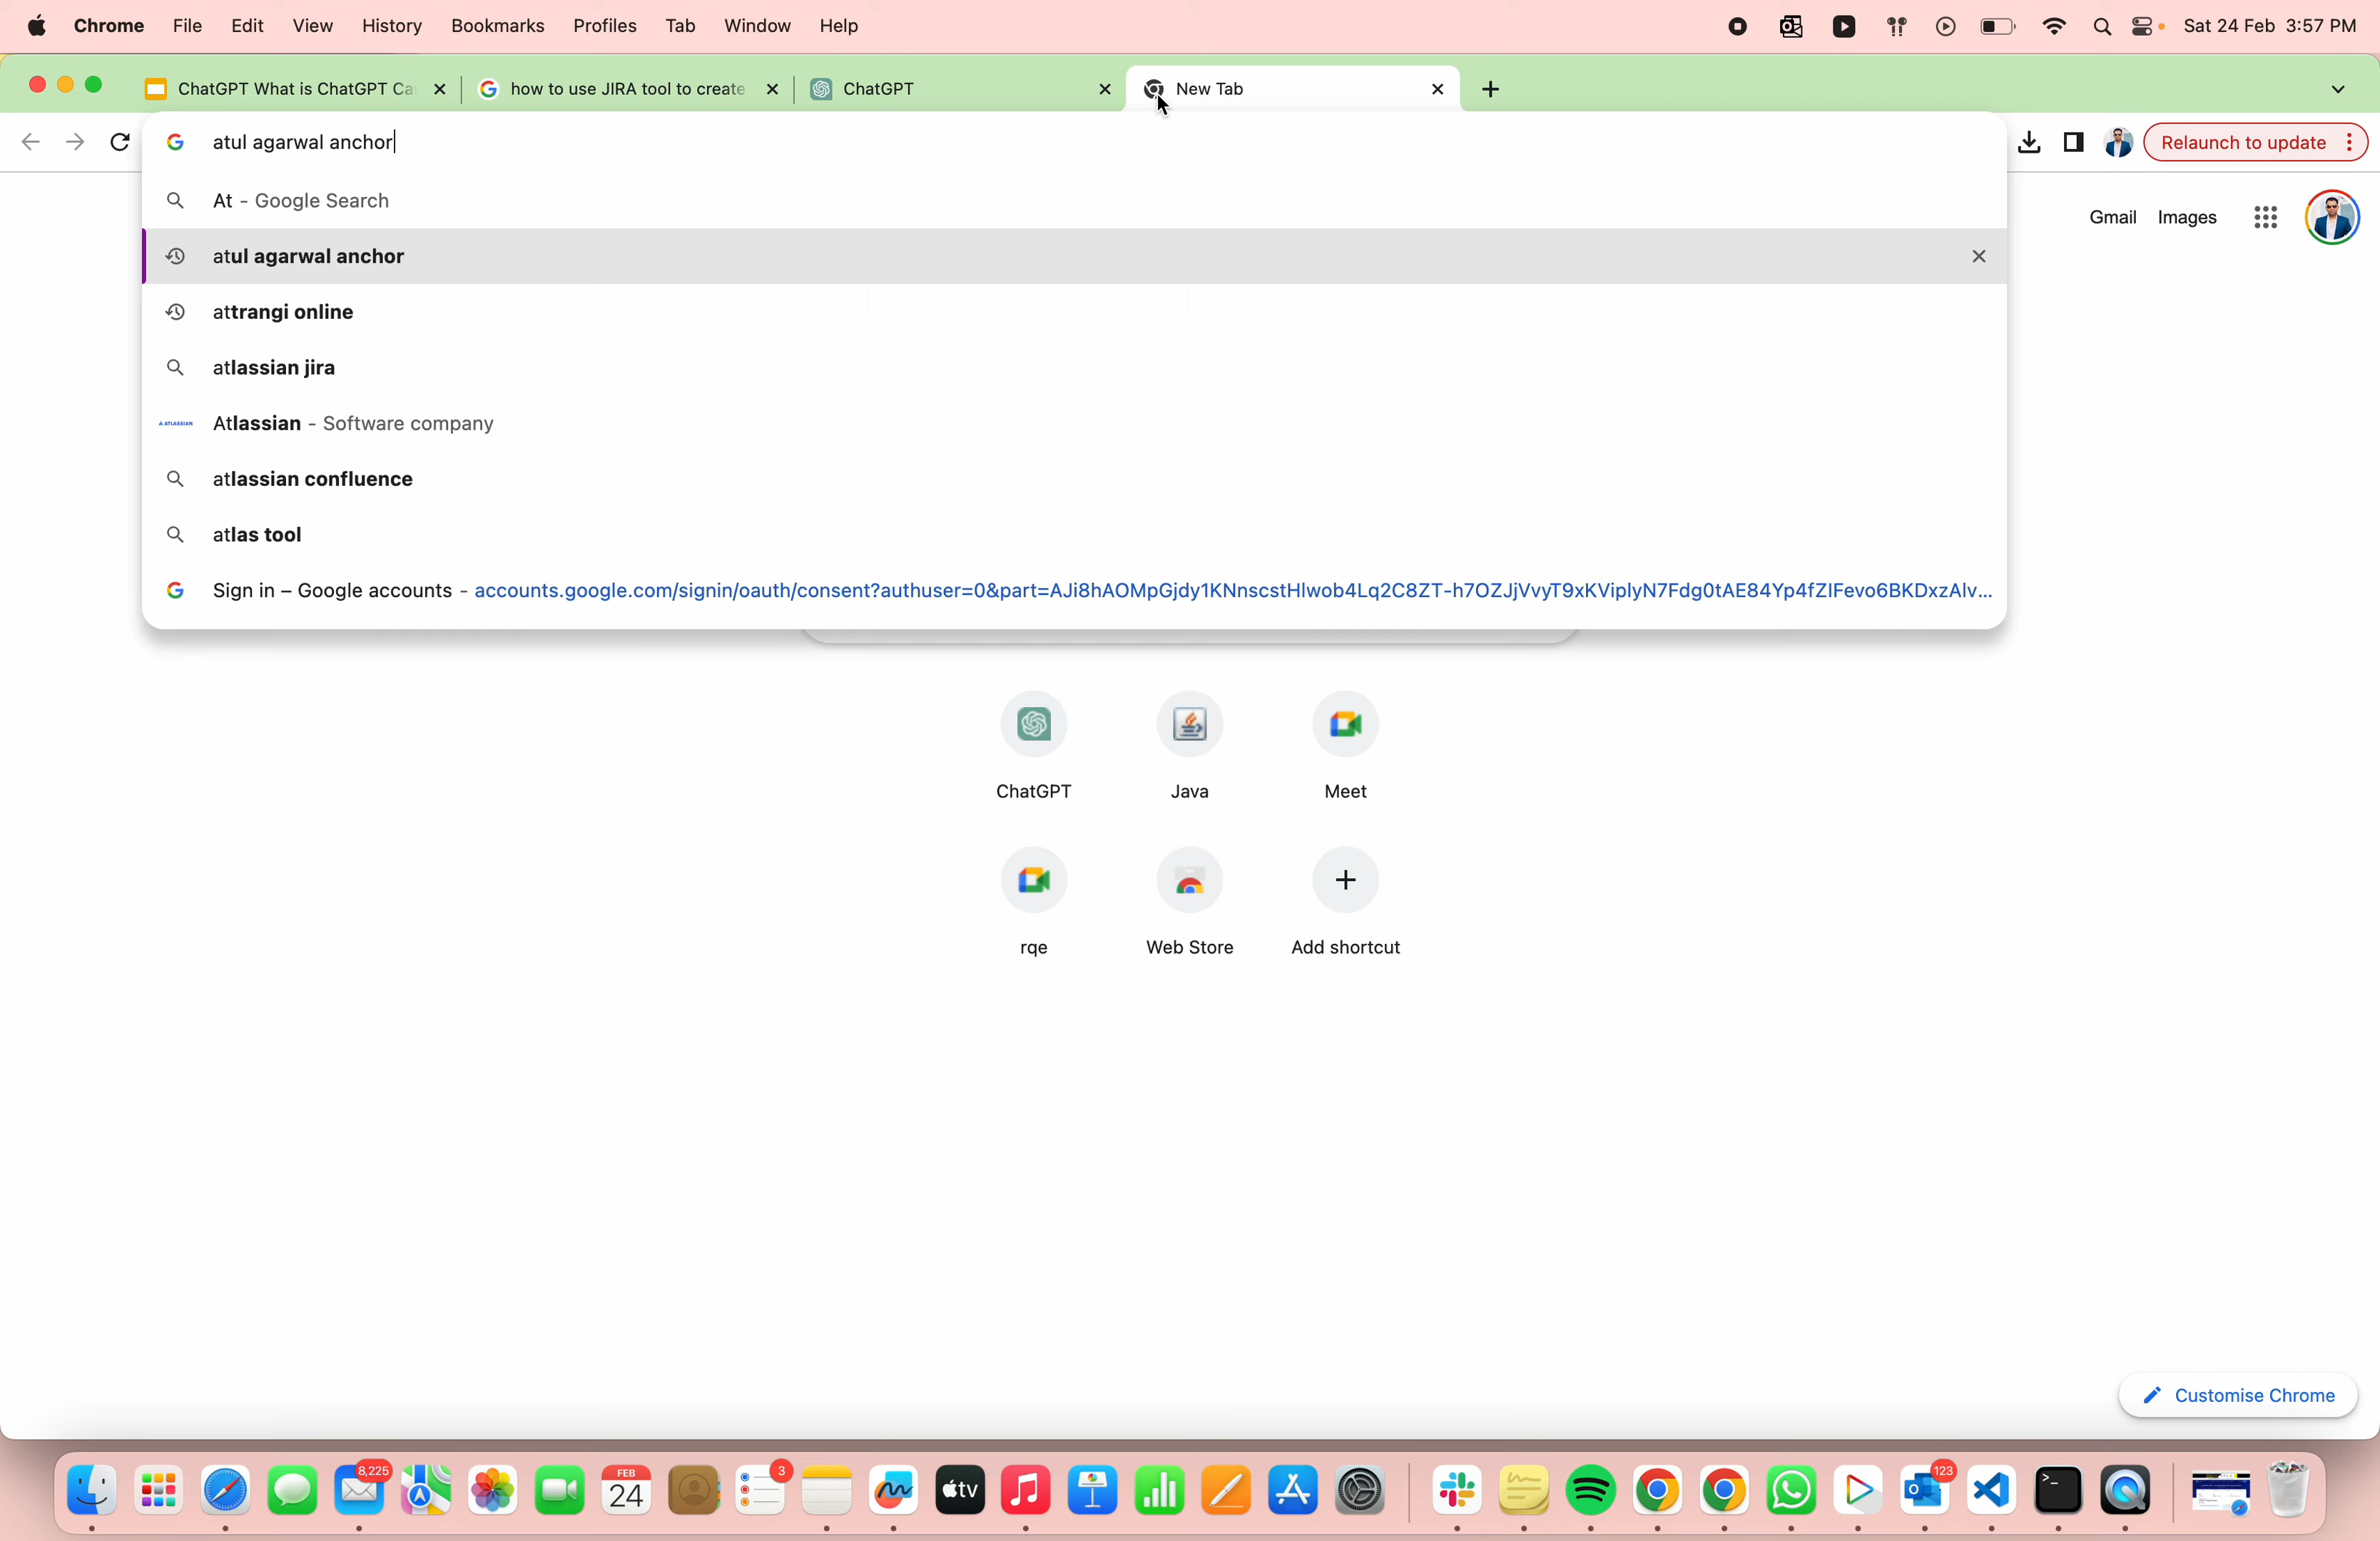 Chrome File Edit View History Bookmarks Profiles Tab Window Help Sat 24 Feb 3:57 PM
ChatGPT What is ChatGPT Ca
how to use JIRA tool to create
ChatGPT
New Tab
atul agarwal anchor
Relaunch to update
At - Google Search
Gmail Images
atul agarwal anchor
attrangi online
atlassian jira
ATLASSIAN Atlassian - Software company
atlassian confluence
atlas tool
Sign in – Google accounts - accounts.google.com/signin/oauth/consent?authuser=0&part=AJi8hAOMpGjdy1KNnscstHlwob4Lq2C8ZT-h7OZJjVvyT9xKViplyN7Fdg0tAE84Yp4fZIFevo6BKDxzAlv...
ChatGPT Java Meet
rqe Web Store Add shortcut
Customise Chrome
8,225 FEB 24 3 tv 123